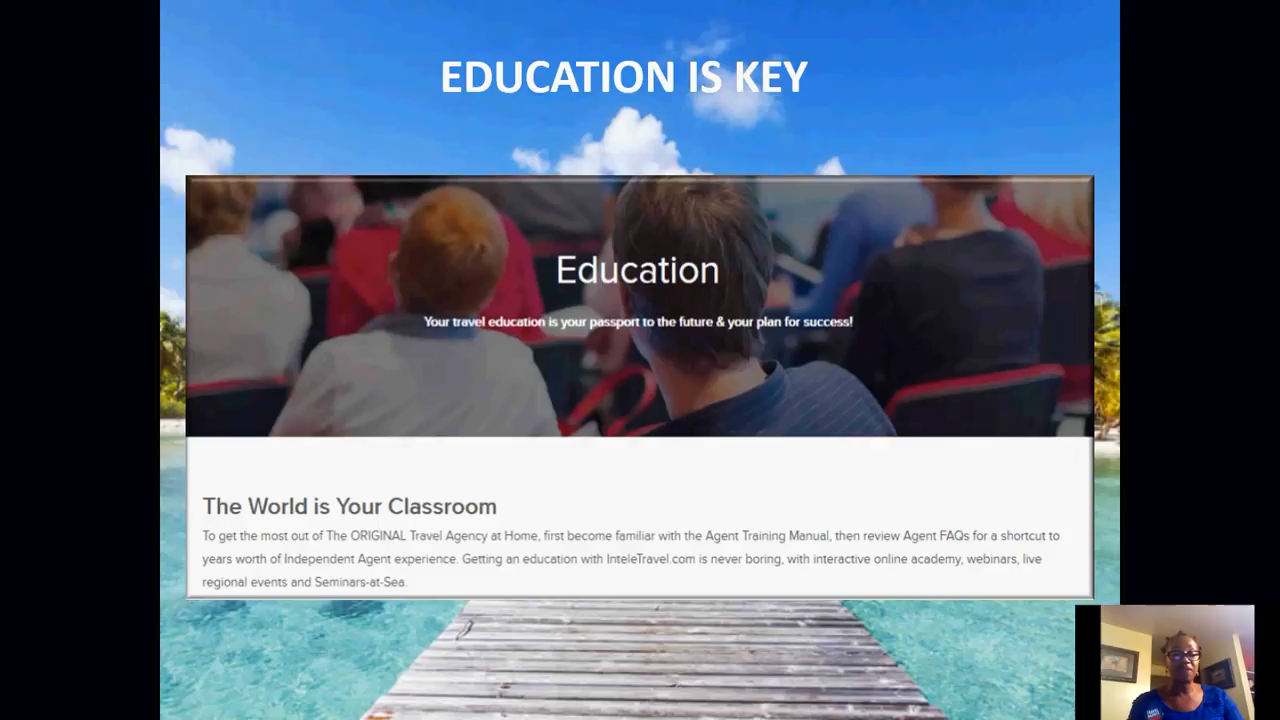 EDUCATION IS KEY
Education
Your travel education is your passport to the future & your plan for success!
The World is Your Classroom
To get the most out of The ORIGINAL Travel Agency at Home, first become familiar with the Agent Training Manual, then review Agent FAQs for a shortcut to
years worth of Independent Agent experience. Getting an education with InteleTravel.com is never boring, with interactive online academy, webinars, live
regional events and Seminars-at-Sea.